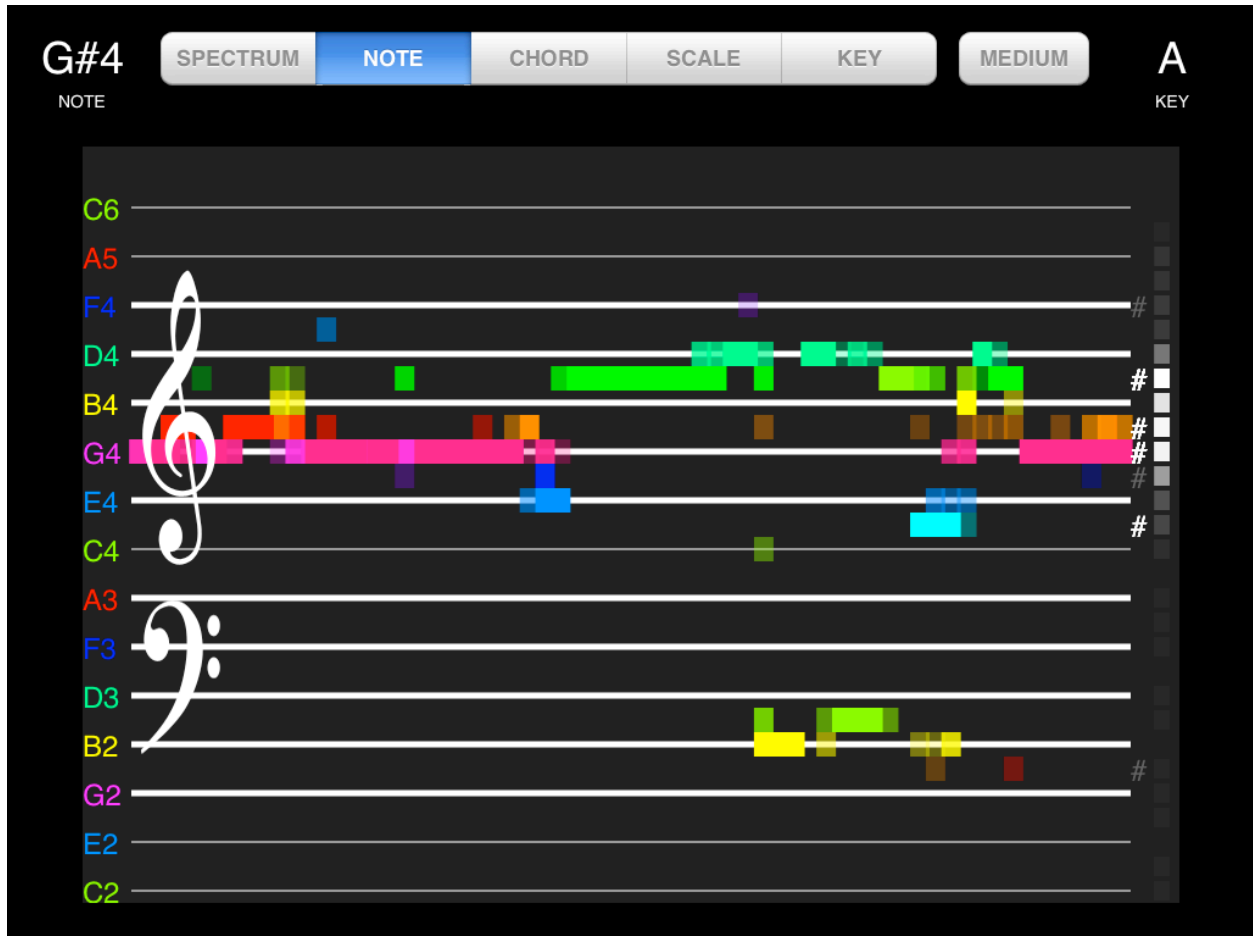 G#4 SPECTRUM NOTE CHORD SCALE KEY MEDIUM A
NOTE KEY
C6
A5
F4 #
D4
#
B4
#
G4 #
#
E4
#
C4
A3
F3
D3
B2
#
G2
E2
C2